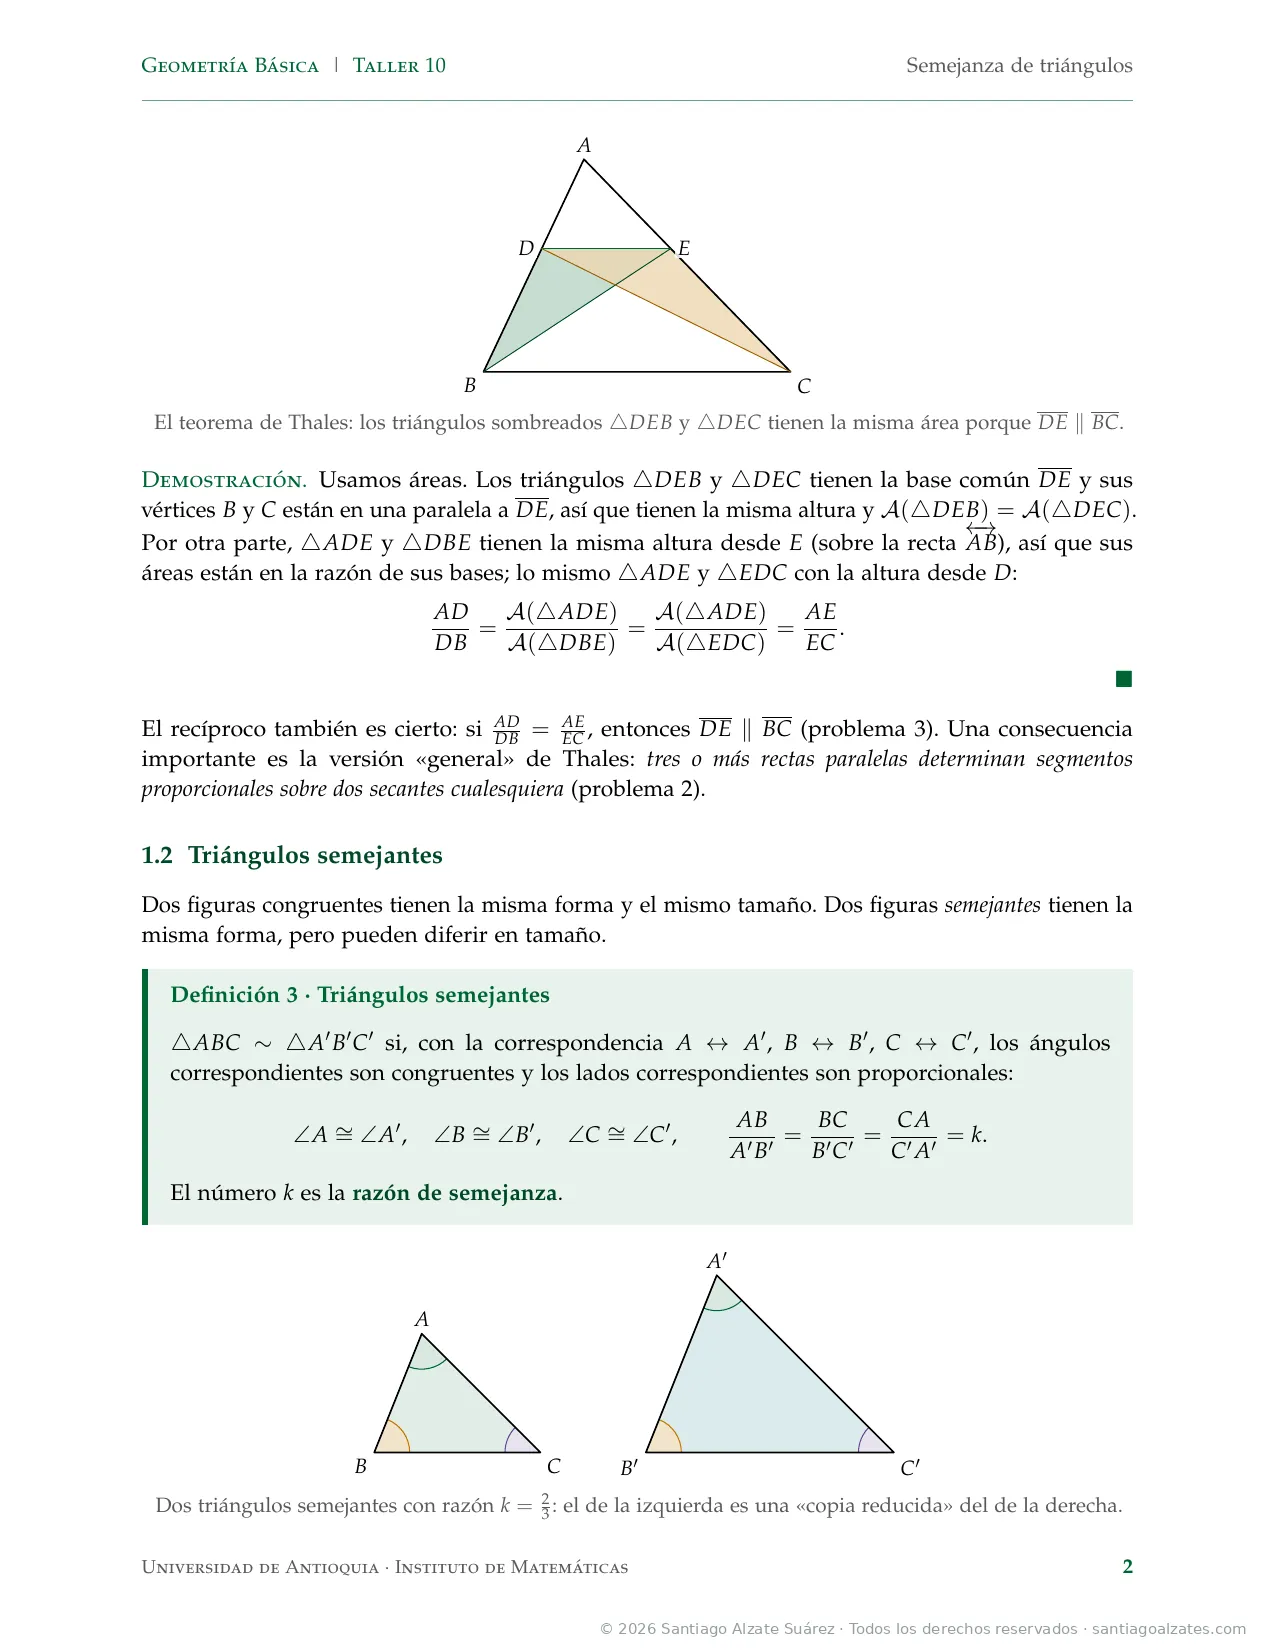 Geometría Básica | Taller 10
Semejanza de triángulos
A
D
E
B
C
El teorema de Thales: los triángulos sombreados △DEB y △DEC tienen la misma área porque D̅E̅ ∥ B̅C̅.
Demostración. Usamos áreas. Los triángulos △DEB y △DEC tienen la base común D̅E̅ y sus
vértices B y C están en una paralela a D̅E̅, así que tienen la misma altura y 𝒜(△DEB) = 𝒜(△DEC).
Por otra parte, △ADE y △DBE tienen la misma altura desde E (sobre la recta \overleftrightarrow{AB}), así que sus
áreas están en la razón de sus bases; lo mismo △ADE y △EDC con la altura desde D:
AD/DB = 𝒜(△ADE)/𝒜(△DBE) = 𝒜(△ADE)/𝒜(△EDC) = AE/EC.
■
El recíproco también es cierto: si AD/DB = AE/EC, entonces D̅E̅ ∥ B̅C̅ (problema 3). Una consecuencia
importante es la versión «general» de Thales: tres o más rectas paralelas determinan segmentos
proporcionales sobre dos secantes cualesquiera (problema 2).
1.2 Triángulos semejantes
Dos figuras congruentes tienen la misma forma y el mismo tamaño. Dos figuras semejantes tienen la
misma forma, pero pueden diferir en tamaño.
Definición 3 · Triángulos semejantes
△ABC ∼ △A′B′C′ si, con la correspondencia A ↔ A′, B ↔ B′, C ↔ C′, los ángulos
correspondientes son congruentes y los lados correspondientes son proporcionales:
∠A ≅ ∠A′, ∠B ≅ ∠B′, ∠C ≅ ∠C′, AB/A′B′ = BC/B′C′ = CA/C′A′ = k.
El número k es la razón de semejanza.
A
B
C
A′
B′
C′
Dos triángulos semejantes con razón k = 2/3: el de la izquierda es una «copia reducida» del de la derecha.
Universidad de Antioquia · Instituto de Matemáticas
2
© 2026 Santiago Alzate Suárez · Todos los derechos reservados · santiagoalzates.com